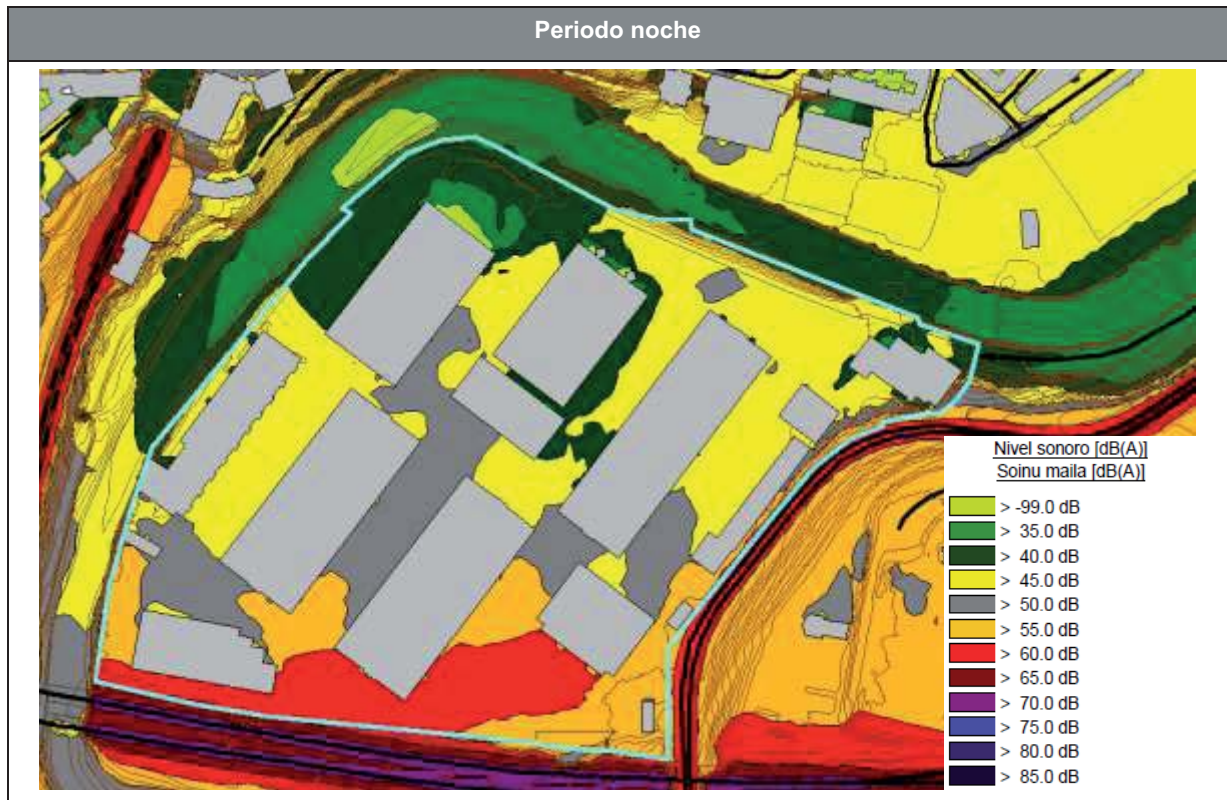 Periodo noche
Nivel sonoro [dB(A)]
Soinu maila [dB(A)]
> -99.0 dB
> 35.0 dB
> 40.0 dB
> 45.0 dB
> 50.0 dB
> 55.0 dB
> 60.0 dB
> 65.0 dB
> 70.0 dB
> 75.0 dB
> 80.0 dB
> 85.0 dB